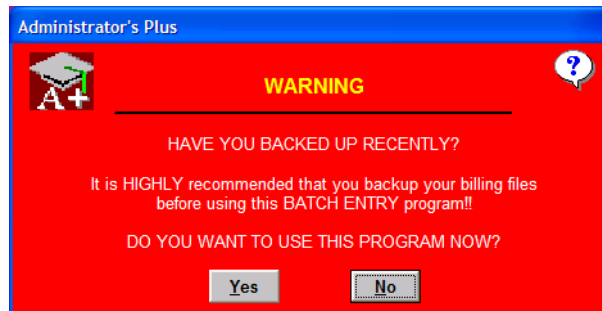 Administrator's Plus
A+
?
WARNING
HAVE YOU BACKED UP RECENTLY?
It is HIGHLY recommended that you backup your billing files
before using this BATCH ENTRY program!!
DO YOU WANT TO USE THIS PROGRAM NOW?
Yes
No